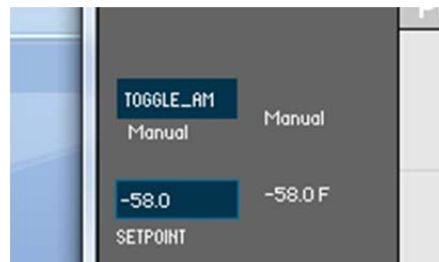 TOGGLE_AM
Manual
Manual
-58.0
-58.0 F
SETPOINT